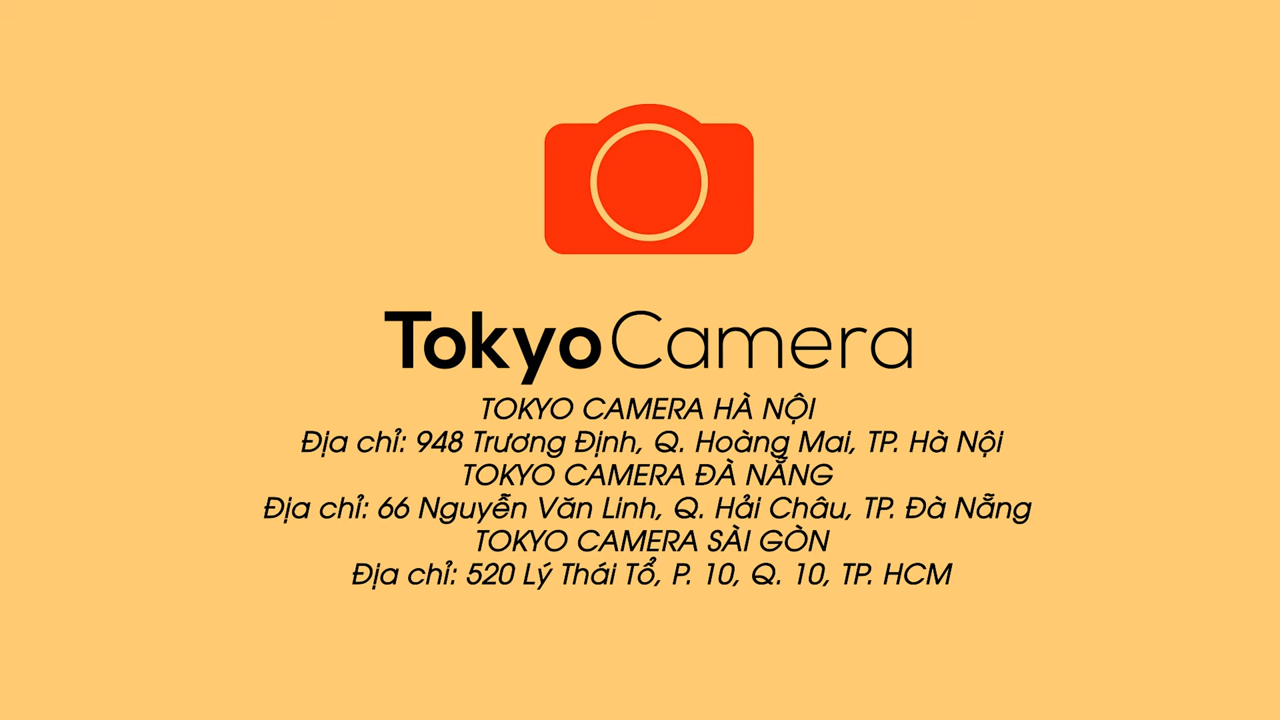 TokyoCamera
TOKYO CAMERA HÀ NỘI
Địa chỉ: 948 Trương Định, Q. Hoàng Mai, TP. Hà Nội
TOKYO CAMERA ĐÀ NẴNG
Địa chỉ: 66 Nguyễn Văn Linh, Q. Hải Châu, TP. Đà Nẵng
TOKYO CAMERA SÀI GÒN
Địa chỉ: 520 Lý Thái Tổ, P. 10, Q. 10, TP. HCM